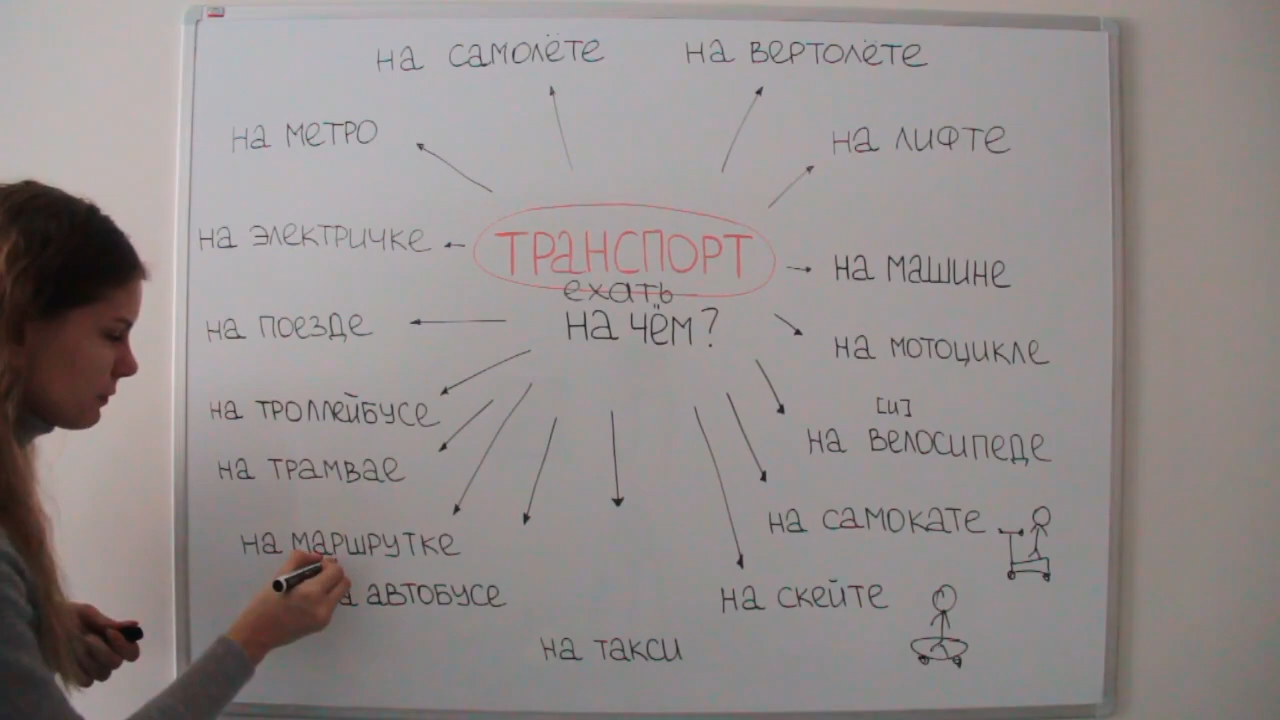 на самолёте
на вертолёте
на метро
на лифте
на электричке
ТРАНСПОРТ
ехать
на чём?
на машине
на поезде
на мотоцикле
на троллейбусе
[и]
на велосипеде
на трамвае
на самокате
на маршрутке
автобусе
на скейте
на такси